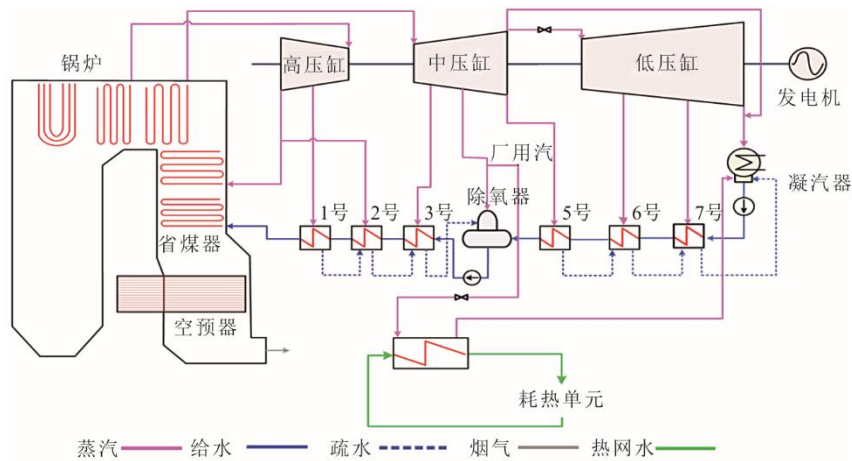 锅炉
高压缸
中压缸
低压缸
发电机
厂用汽
除氧器
凝汽器
1号
2号
3号
5号
6号
7号
省煤器
空预器
耗热单元
蒸汽 给水 疏水 烟气 热网水